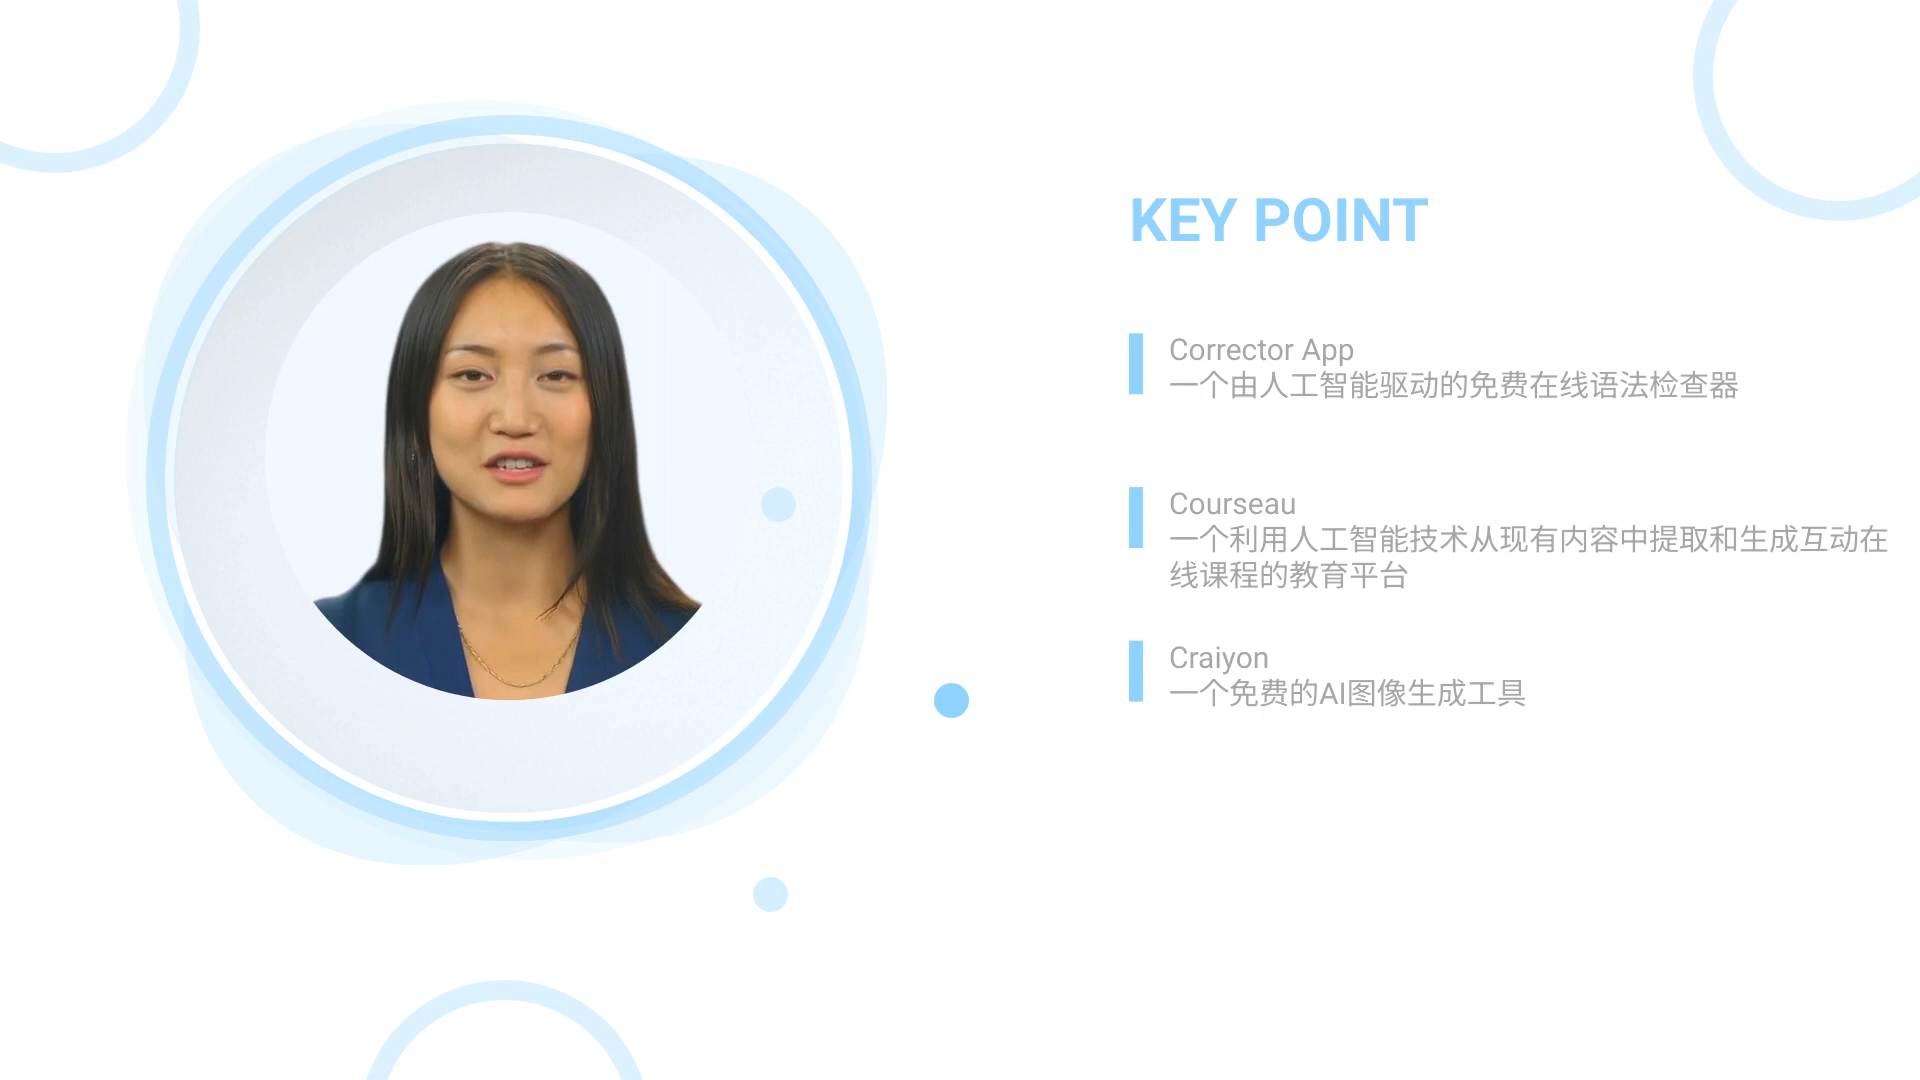 KEY POINT
Corrector App
一个由人工智能驱动的免费在线语法检查器
Courseau
一个利用人工智能技术从现有内容中提取和生成互动在
线课程的教育平台
Craiyon
一个免费的AI图像生成工具